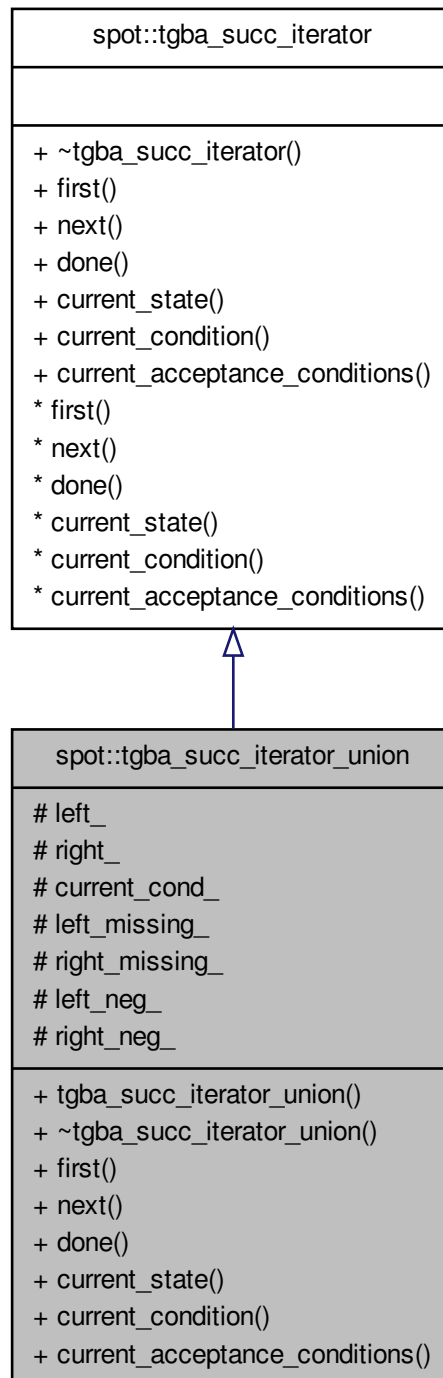 spot::tgba_succ_iterator
+ ~tgba_succ_iterator()
+ first()
+ next()
+ done()
+ current_state()
+ current_condition()
+ current_acceptance_conditions()
* first()
* next()
* done()
* current_state()
* current_condition()
* current_acceptance_conditions()
spot::tgba_succ_iterator_union
# left_
# right_
# current_cond_
# left_missing_
# right_missing_
# left_neg_
# right_neg_
+ tgba_succ_iterator_union()
+ ~tgba_succ_iterator_union()
+ first()
+ next()
+ done()
+ current_state()
+ current_condition()
+ current_acceptance_conditions()